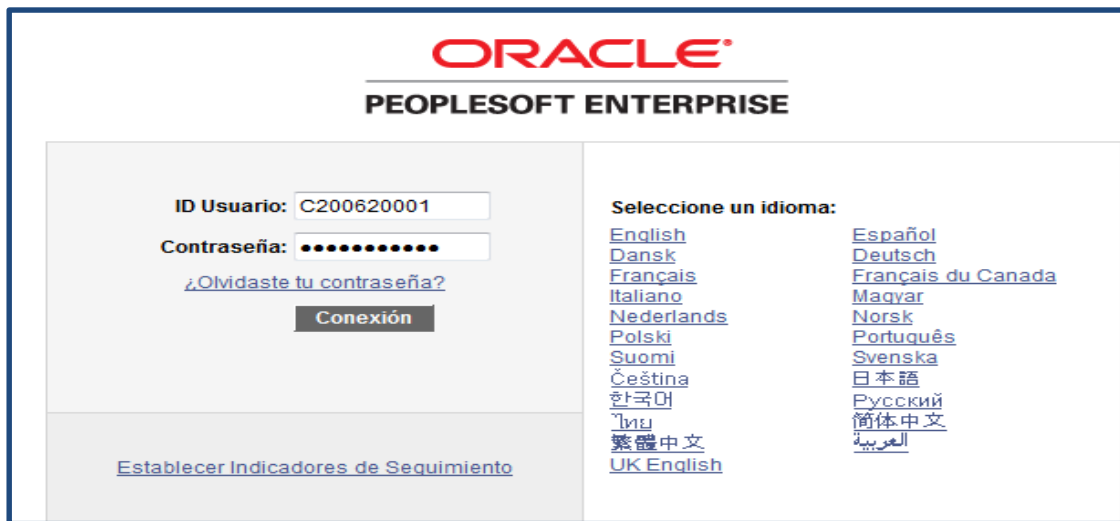 ORACLE®
PEOPLESOFT ENTERPRISE
ID Usuario: C200620001
Contraseña: •••••••••••
¿Olvidaste tu contraseña?
Conexión
Establecer Indicadores de Seguimiento
Seleccione un idioma:
English Español
Dansk Deutsch
Français Français du Canada
Italiano Magyar
Nederlands Norsk
Polski Português
Suomi Svenska
Čeština 日本語
한국어 Русский
ไทย 简体中文
繁體中文 العربية
UK English